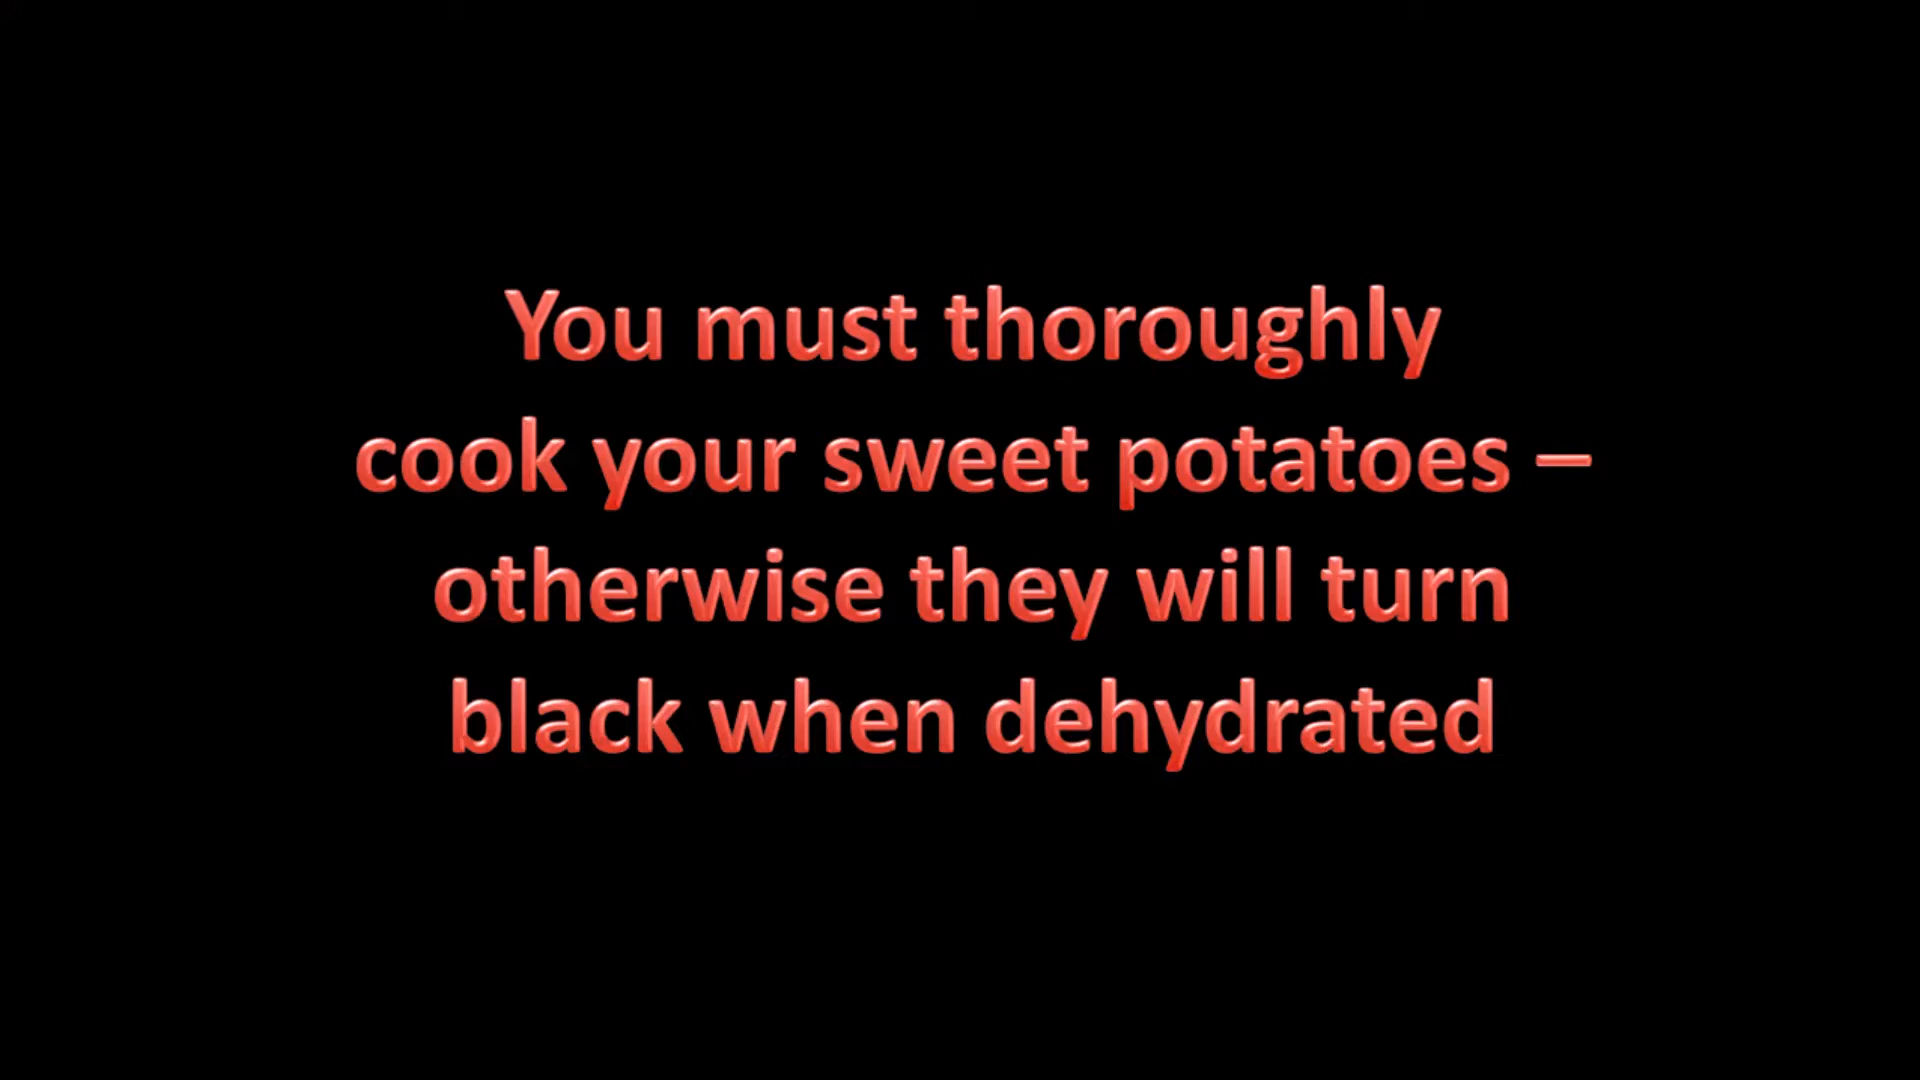 You must thoroughly
cook your sweet potatoes –
otherwise they will turn
black when dehydrated